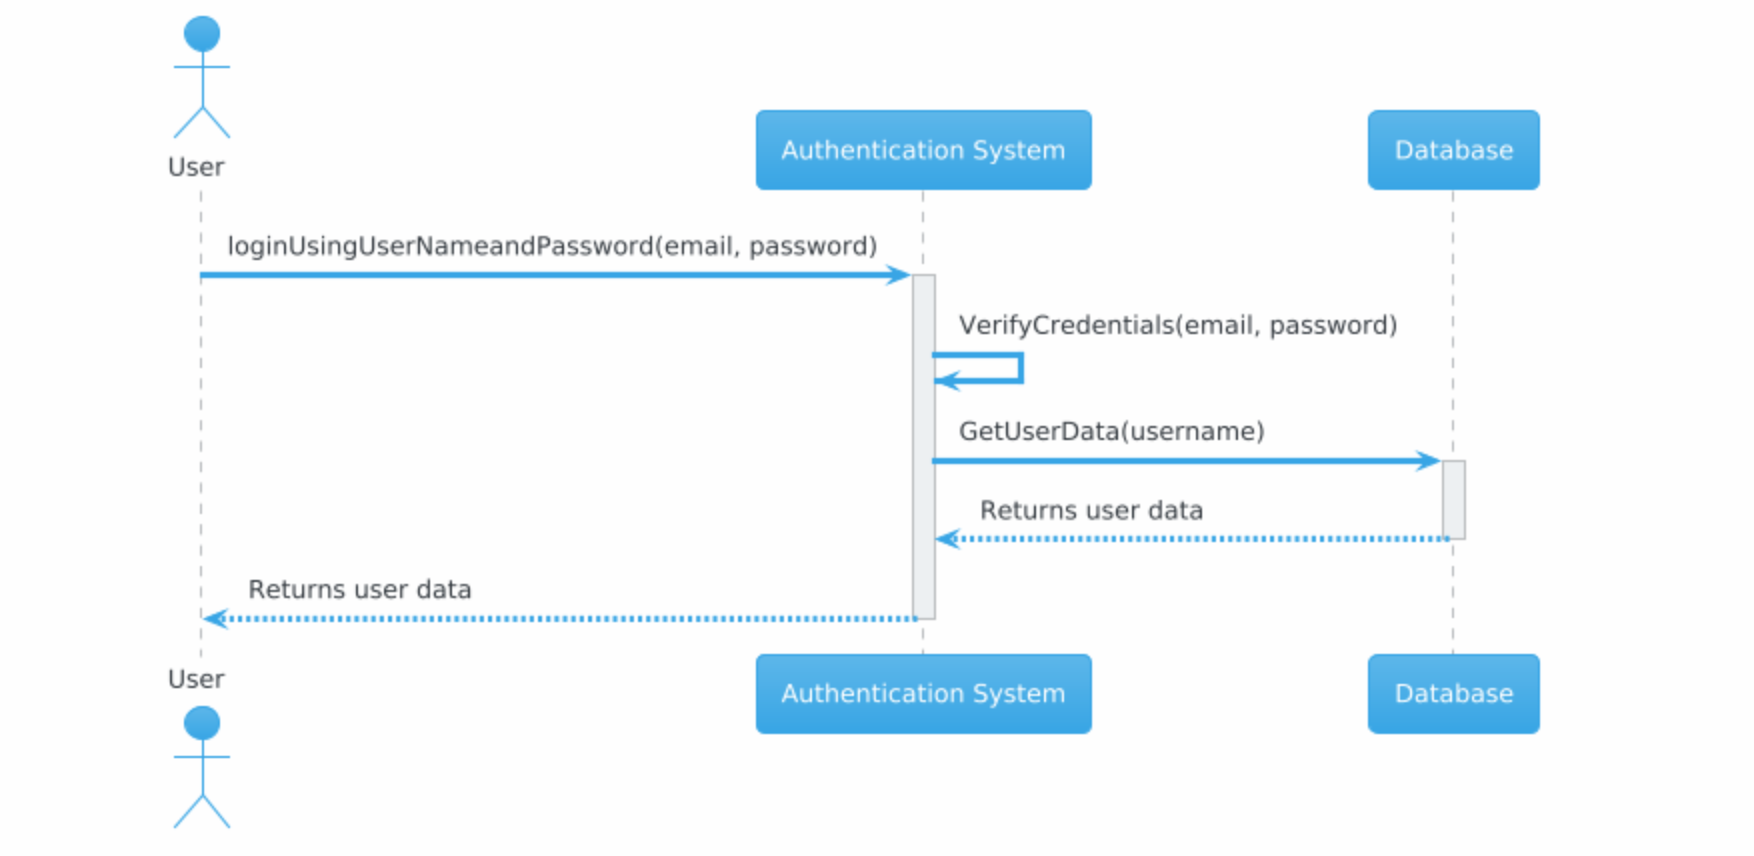 User
Authentication System
Database
loginUsingUserNameandPassword(email, password)
VerifyCredentials(email, password)
GetUserData(username)
Returns user data
Returns user data
User
Authentication System
Database